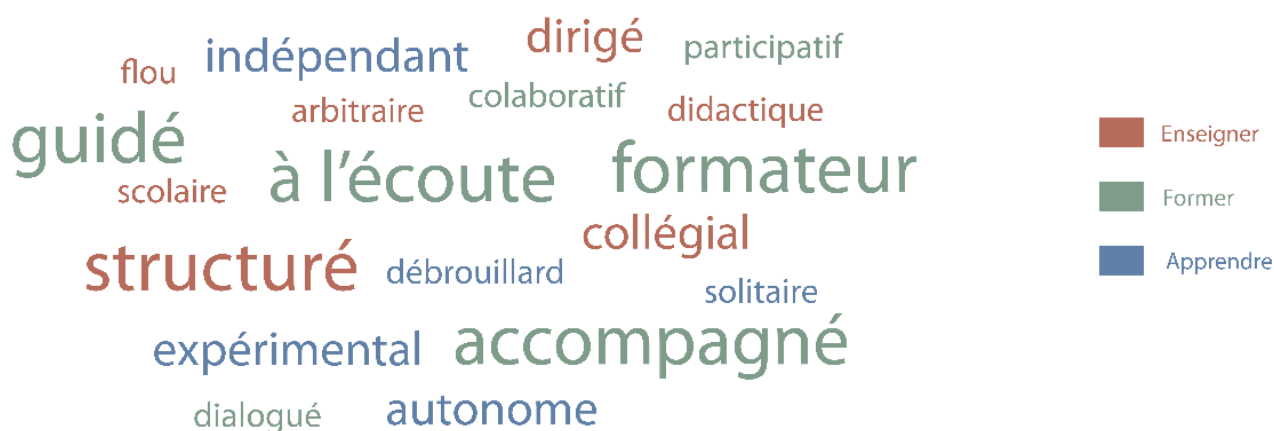 dirigé
indépendant
participatif
flou
colaboratif
arbitraire
didactique
guidé
à l’écoute
formateur
scolaire
collégial
structuré
débrouillard
solitaire
expérimental
accompagné
dialogué
autonome
Enseigner
Former
Apprendre